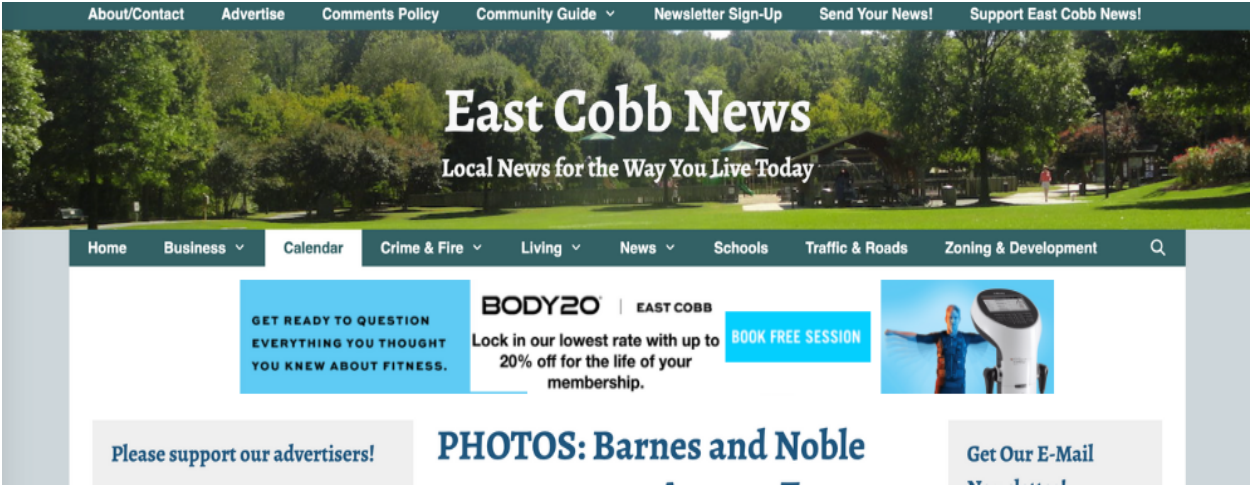 About/Contact Advertise Comments Policy Community Guide Newsletter Sign-Up Send Your News! Support East Cobb News!
East Cobb News
Local News for the Way You Live Today
Home Business Calendar Crime & Fire Living News Schools Traffic & Roads Zoning & Development
GET READY TO QUESTION
EVERYTHING YOU THOUGHT
YOU KNEW ABOUT FITNESS.
BODY20 | EAST COBB
Lock in our lowest rate with up to
20% off for the life of your
membership.
BOOK FREE SESSION
Please support our advertisers!
PHOTOS: Barnes and Noble
Get Our E-Mail